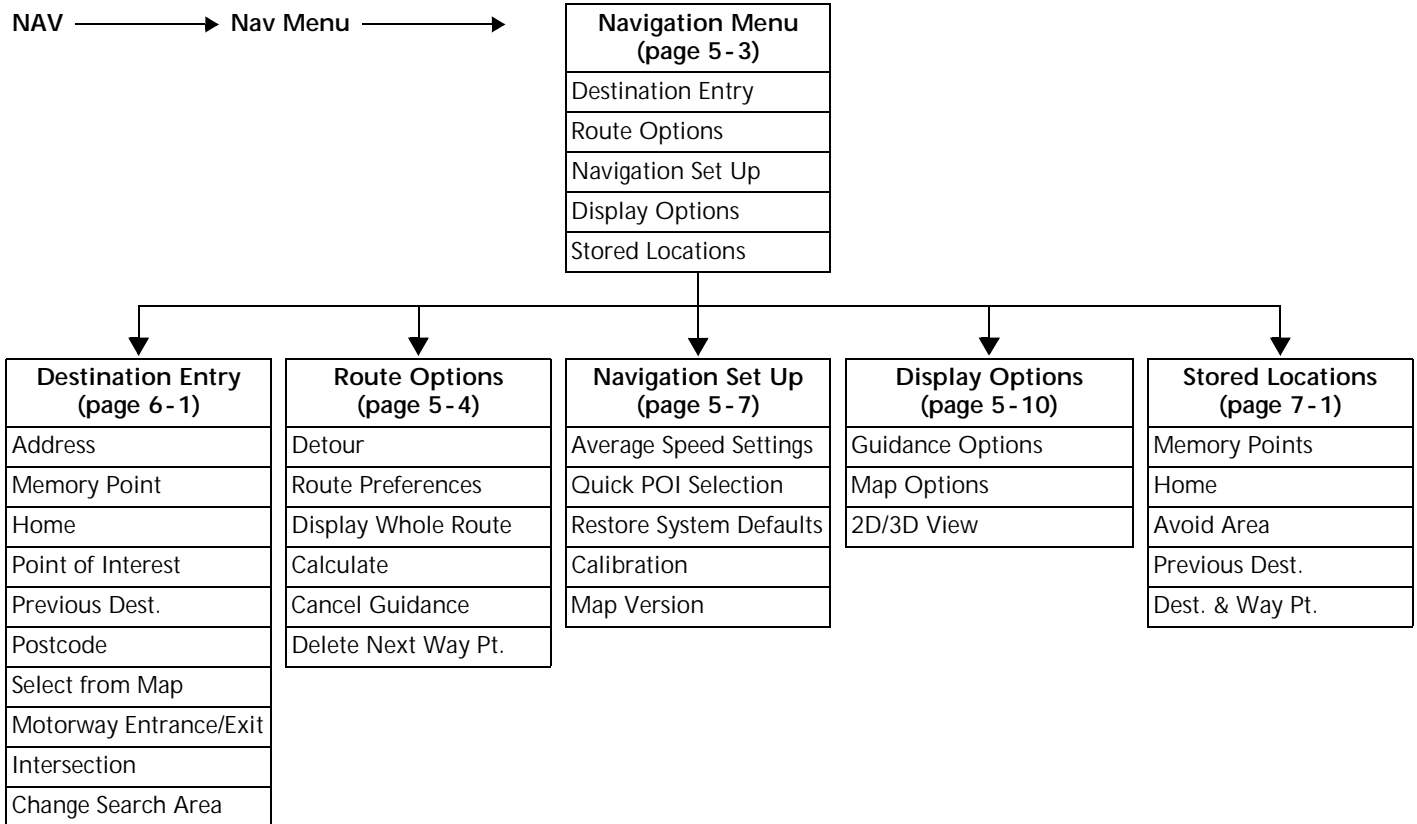 NAV Nav Menu
Navigation Menu
(page 5-3)
Destination Entry
Route Options
Navigation Set Up
Display Options
Stored Locations
Destination Entry
(page 6-1)
Address
Memory Point
Home
Point of Interest
Previous Dest.
Postcode
Select from Map
Motorway Entrance/Exit
Intersection
Change Search Area
Route Options
(page 5-4)
Detour
Route Preferences
Display Whole Route
Calculate
Cancel Guidance
Delete Next Way Pt.
Navigation Set Up
(page 5-7)
Average Speed Settings
Quick POI Selection
Restore System Defaults
Calibration
Map Version
Display Options
(page 5-10)
Guidance Options
Map Options
2D/3D View
Stored Locations
(page 7-1)
Memory Points
Home
Avoid Area
Previous Dest.
Dest. & Way Pt.